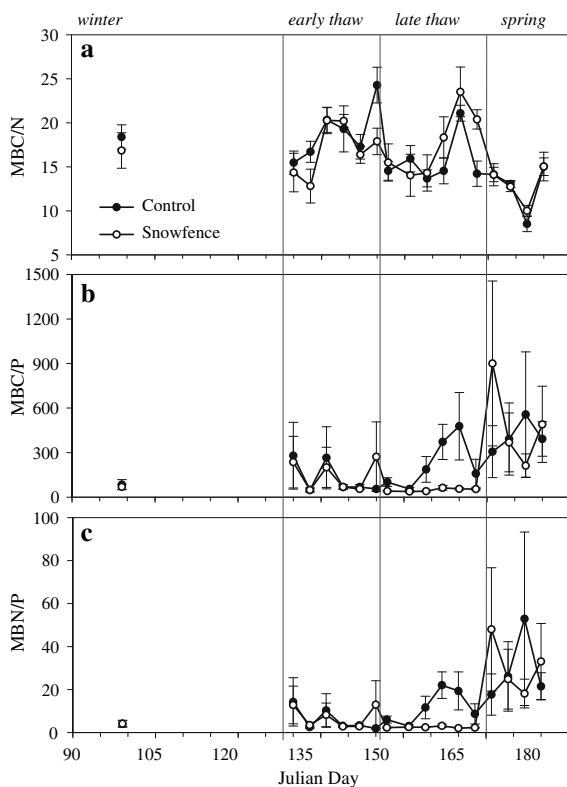 winter early thaw late thaw spring
30
a
25
20
MBC/N
15
Control
10
Snowfence
5
1500
b
1200
900
MBC/P
600
300
0
100
c
80
60
MBN/P
40
20
0
90 105 120 135 150 165 180
Julian Day